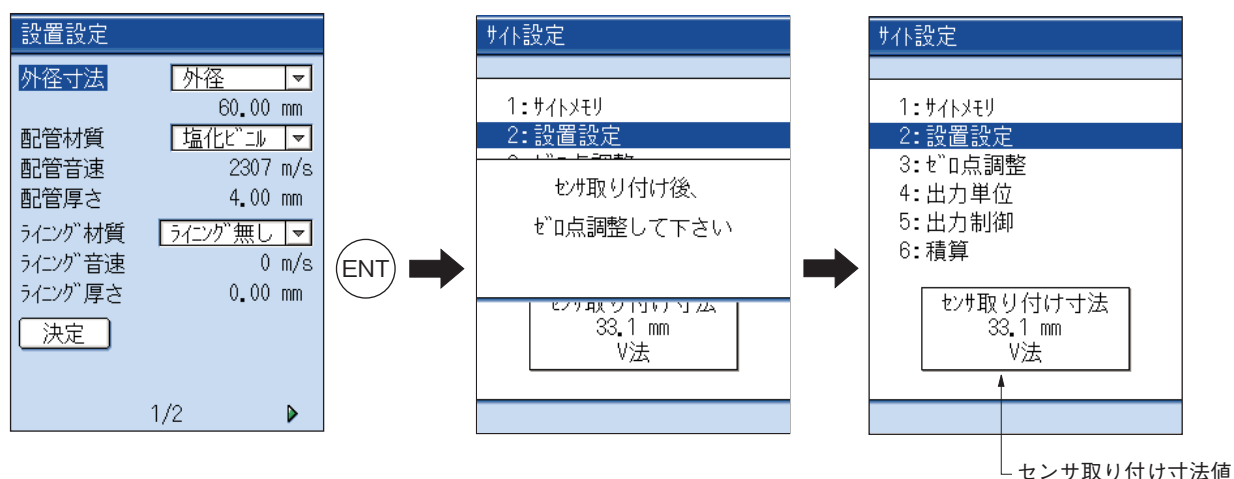 設置設定
外径寸法 外径
60.00 mm
配管材質 塩化ﾋﾞﾆﾙ
配管音速 2307 m/s
配管厚さ 4.00 mm
ﾗｲﾆﾝｸﾞ材質 ﾗｲﾆﾝｸﾞ無し
ﾗｲﾆﾝｸﾞ音速 0 m/s
ﾗｲﾆﾝｸﾞ厚さ 0.00 mm
決定
1/2
ENT
ｻｲﾄ設定
1:ｻｲﾄﾒﾓﾘ
2:設置設定
ｾﾝｻ取り付け後、
ｾﾞﾛ点調整して下さい
ｾﾝｻ取り付け寸法
33.1 mm
V法
ｻｲﾄ設定
1:ｻｲﾄﾒﾓﾘ
2:設置設定
3:ｾﾞﾛ点調整
4:出力単位
5:出力制御
6:積算
ｾﾝｻ取り付け寸法
33.1 mm
V法
センサ取り付け寸法値